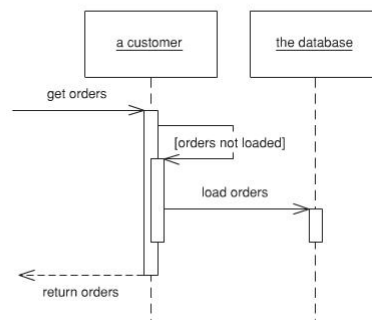 a customer
the database
get orders
[orders not loaded]
load orders
return orders